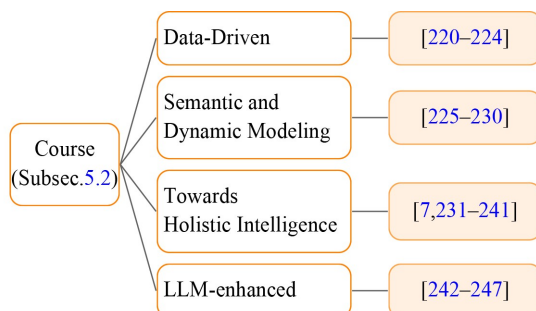 Data-Driven
[220–224]
Semantic and
Dynamic Modeling
[225–230]
Course
(Subsec.5.2)
Towards
Holistic Intelligence
[7,231–241]
LLM-enhanced
[242–247]